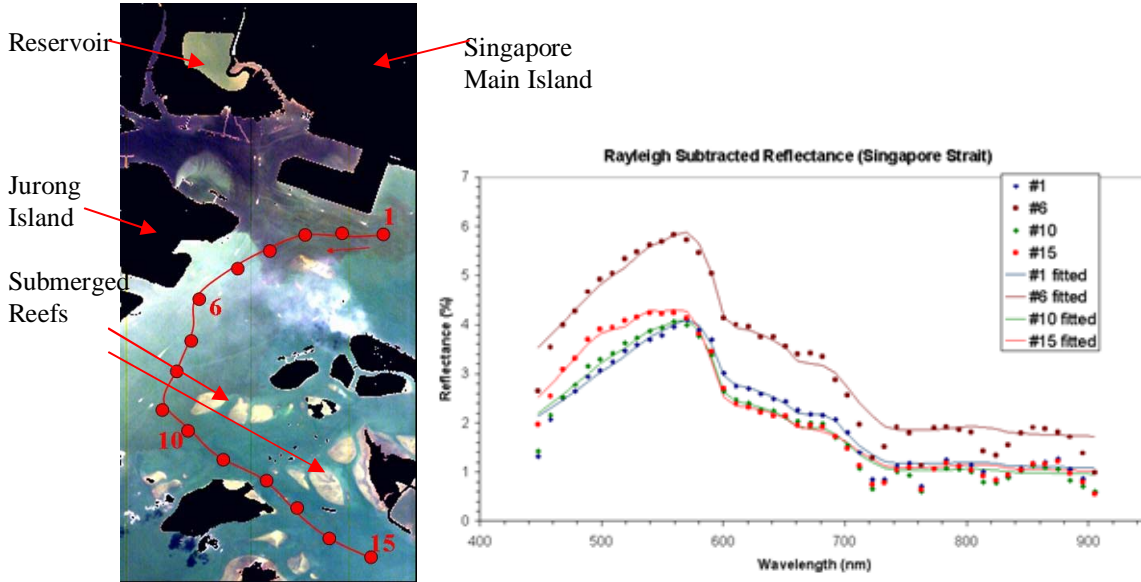 Reservoir
Singapore
Main Island
Jurong
Island
Submerged
Reefs
1
6
10
15
Rayleigh Subtracted Reflectance (Singapore Strait)
7
6
5
4
3
2
1
0
Reflectance (%)
400 500 600 700 800 900
Wavelength (nm)
#1
#6
#10
#15
#1 fitted
#6 fitted
#10 fitted
#15 fitted